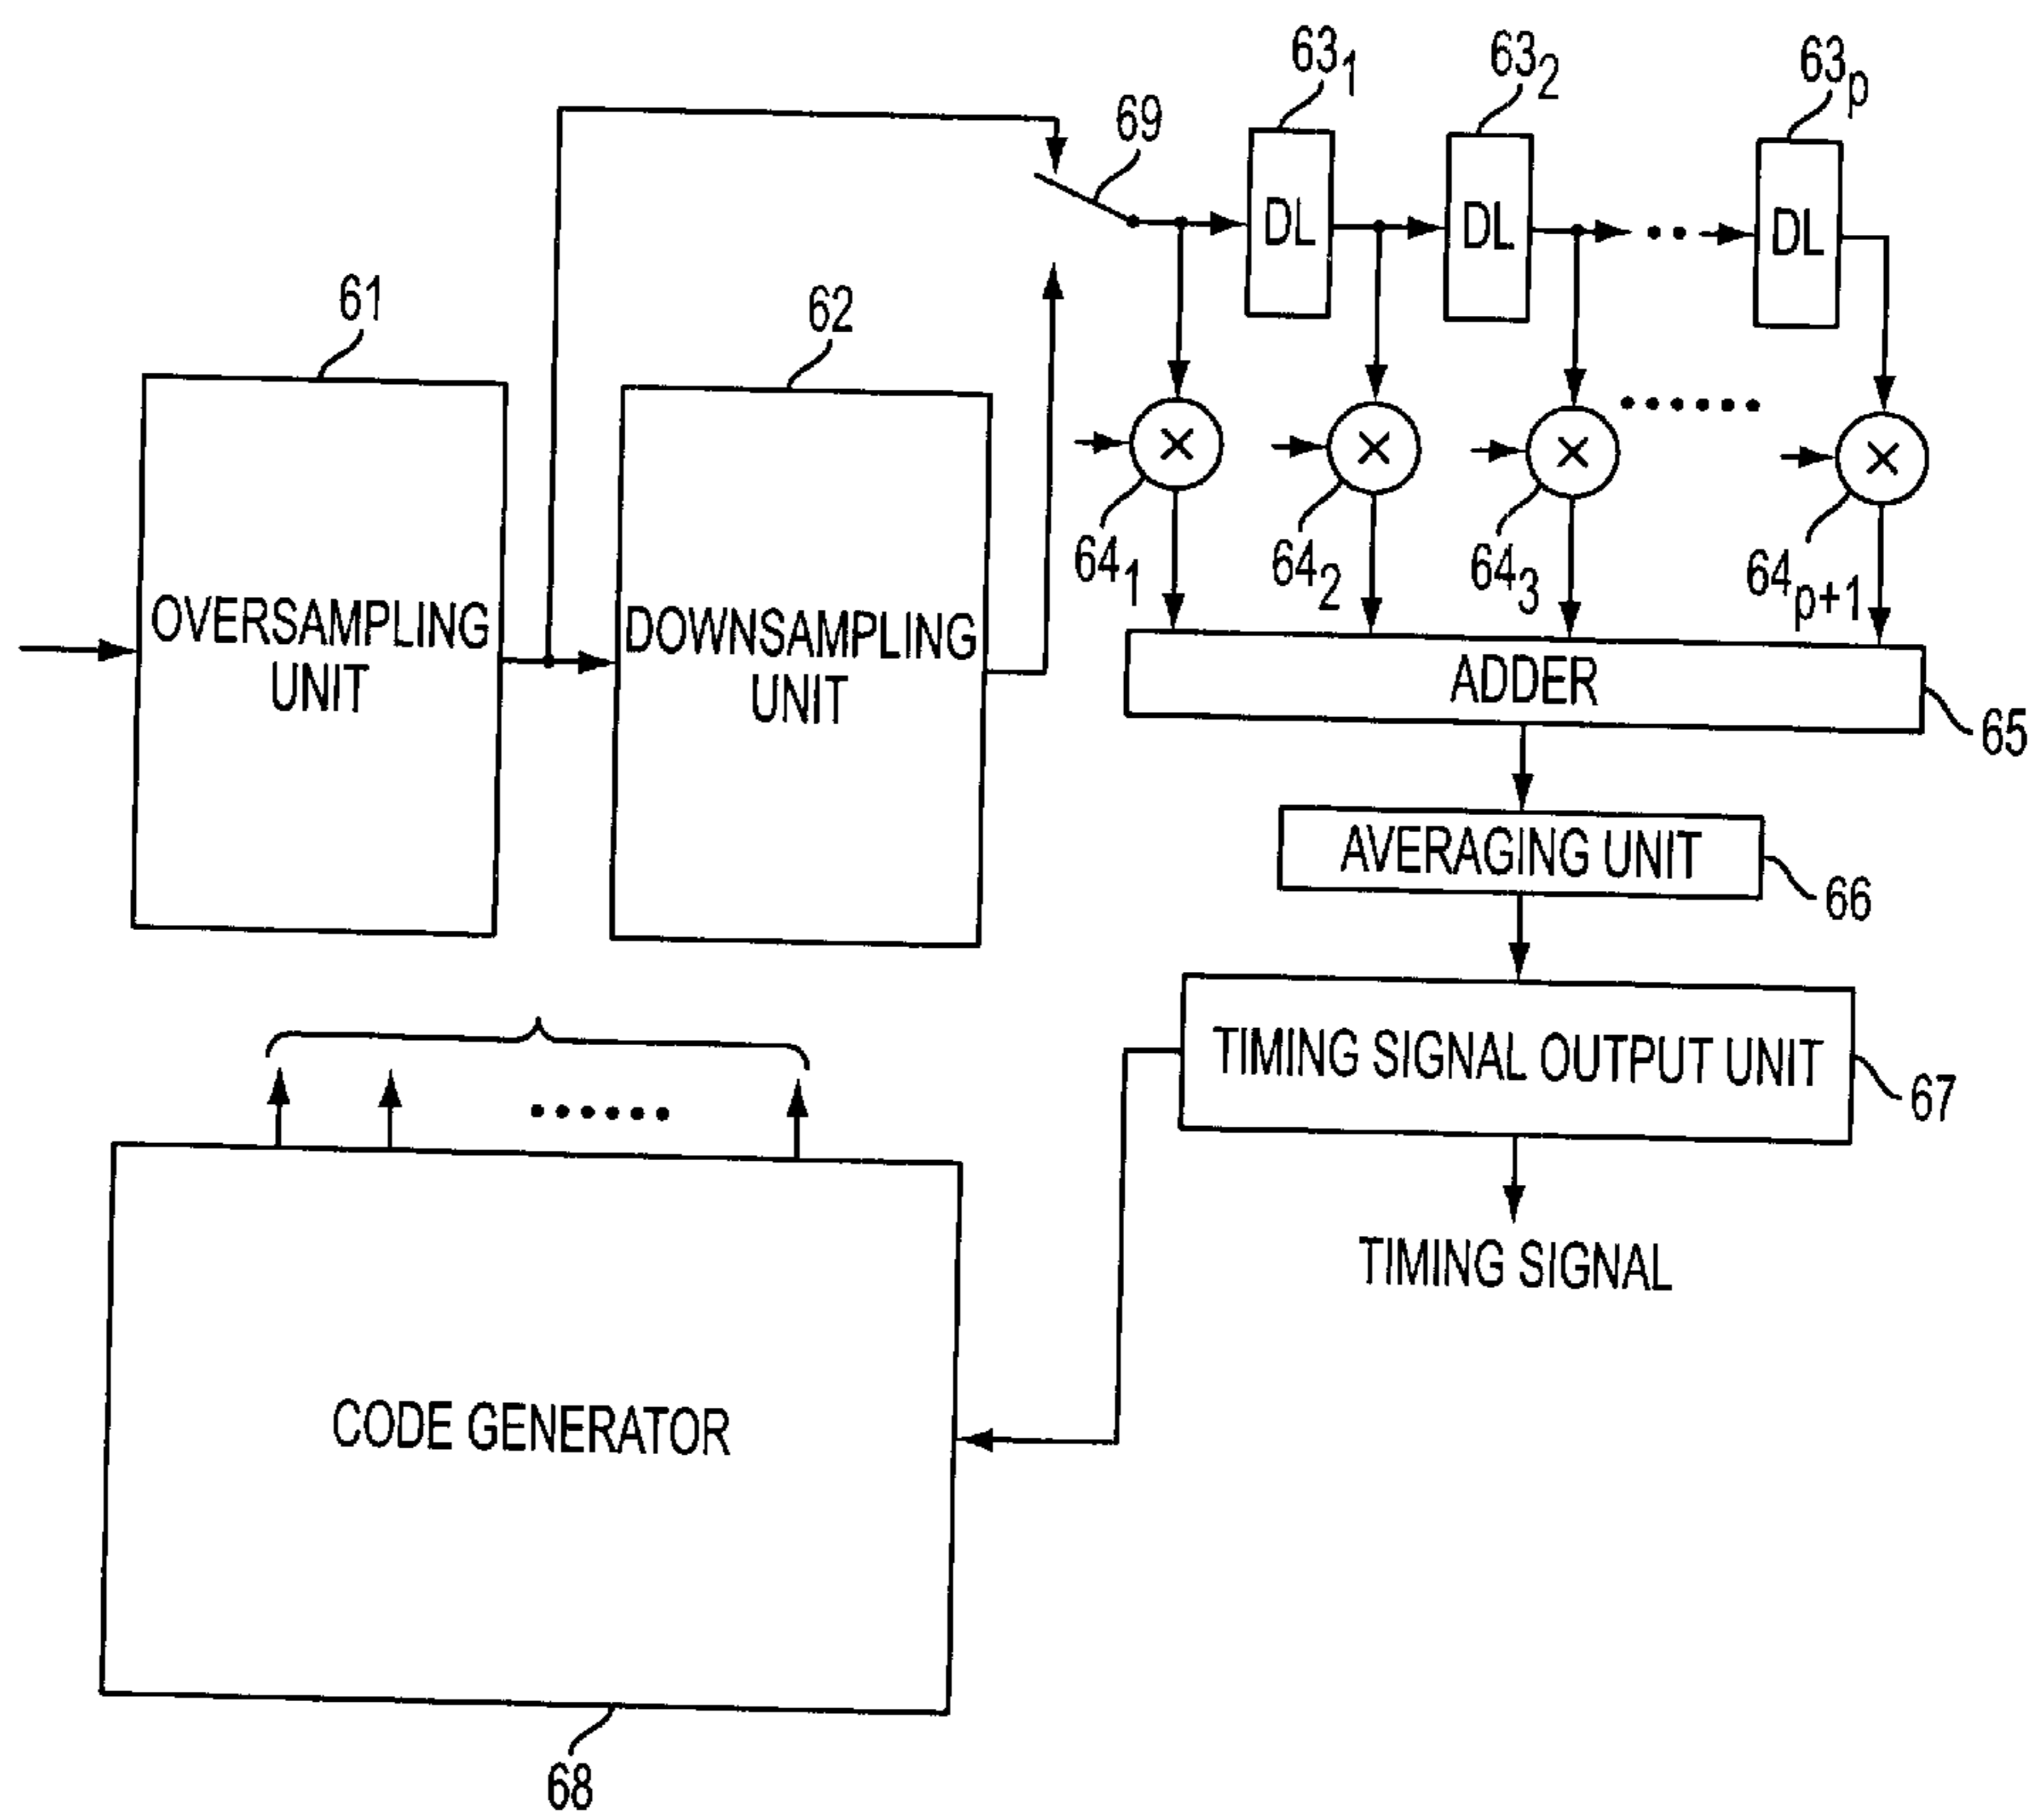 63₁
63₂
63ₚ
69
DL
DL
DL
61
62
64₁
64₂
64₃
64ₚ₊₁
OVERSAMPLING
UNIT
DOWNSAMPLING
UNIT
ADDER
65
AVERAGING UNIT
66
TIMING SIGNAL OUTPUT UNIT
67
TIMING SIGNAL
CODE GENERATOR
68